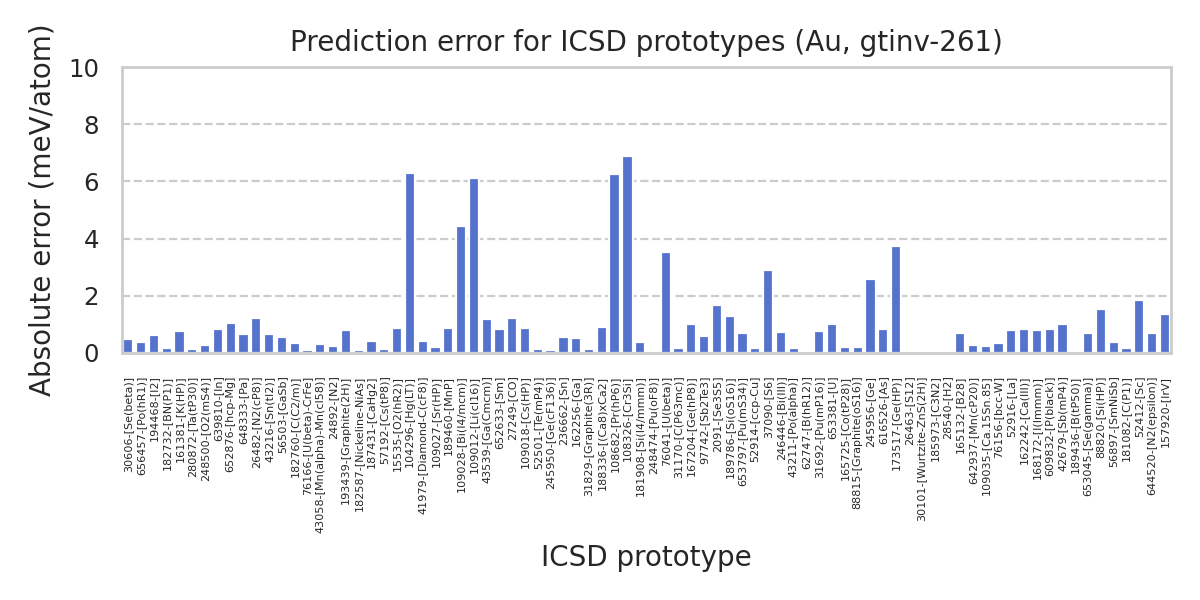 Prediction error for ICSD prototypes (Au, gtinv-261)
Absolute error (meV/atom)
10
8
6
4
2
0
30606-[Se(beta)]
656457-[Po(hR1)]
19448-[I2]
182732-[BN(P1)]
161381-[K(HP)]
280872-[Ta(tP30)]
248500-[O2(mS4)]
639810-[In]
652876-[hcp-Mg]
648333-[Pa]
26482-[N2(cP8)]
43216-[Sn(tI2)]
56503-[GaSb]
182760-[C(C2/m)]
76166-[U(beta)-CrFe]
43058-[Mn(alpha)-Mn(cI58)]
24892-[N2]
193439-[Graphite(2H)]
182587-[Nickeline-NiAs]
187431-[CaHg2]
57192-[Cs(tP8)]
15535-[O2(hR2)]
104296-[Hg(LT)]
41979-[Diamond-C(cF8)]
109027-[Sr(HP)]
189460-[MnP]
109028-[Bi(I4/mcm)]
109012-[Li(cI16)]
43539-[Ga(Cmcm)]
652633-[Sm]
27249-[CO]
109018-[Cs(HP)]
52501-[Te(mP4)]
245950-[Ge(cF136)]
236662-[Sn]
162256-[Ga]
31829-[Graphite(3R)]
188336-[(Ca8)xCa2]
108682-[Pr(hP6)]
108326-[Cr3Si]
181908-[Si(I4/mmm)]
248474-[Pu(oF8)]
76041-[U(beta)]
31170-[C(P63mc)]
167204-[Ge(hP8)]
97742-[Sb2Te3]
2091-[Se3S5]
189786-[Si(oS16)]
653797-[Pu(mS34)]
52914-[ccp-Cu]
37090-[S6]
246446-[Bi(III)]
43211-[Po(alpha)]
62747-[B(hR12)]
31692-[Pu(mP16)]
653381-[U]
165725-[Co(tP28)]
88815-[Graphite(oS16)]
245956-[Ge]
616526-[As]
173517-[Ge(HP)]
26463-[S12]
30101-[Wurtzite-ZnS(2H)]
185973-[C3N2]
28540-[H2]
165132-[B28]
642937-[Mn(cP20)]
109035-[Ca.15Sn.85]
76156-[bcc-W]
52916-[La]
162242-[Ca(III)]
168172-[I(Immm)]
609832-[P(black)]
42679-[Sb(mP4)]
189436-[B(tP50)]
653045-[Se(gamma)]
88820-[Si(HP)]
56897-[SmNiSb]
181082-[C(P1)]
52412-[Sc]
644520-[N2(epsilon)]
157920-[IrV]
ICSD prototype